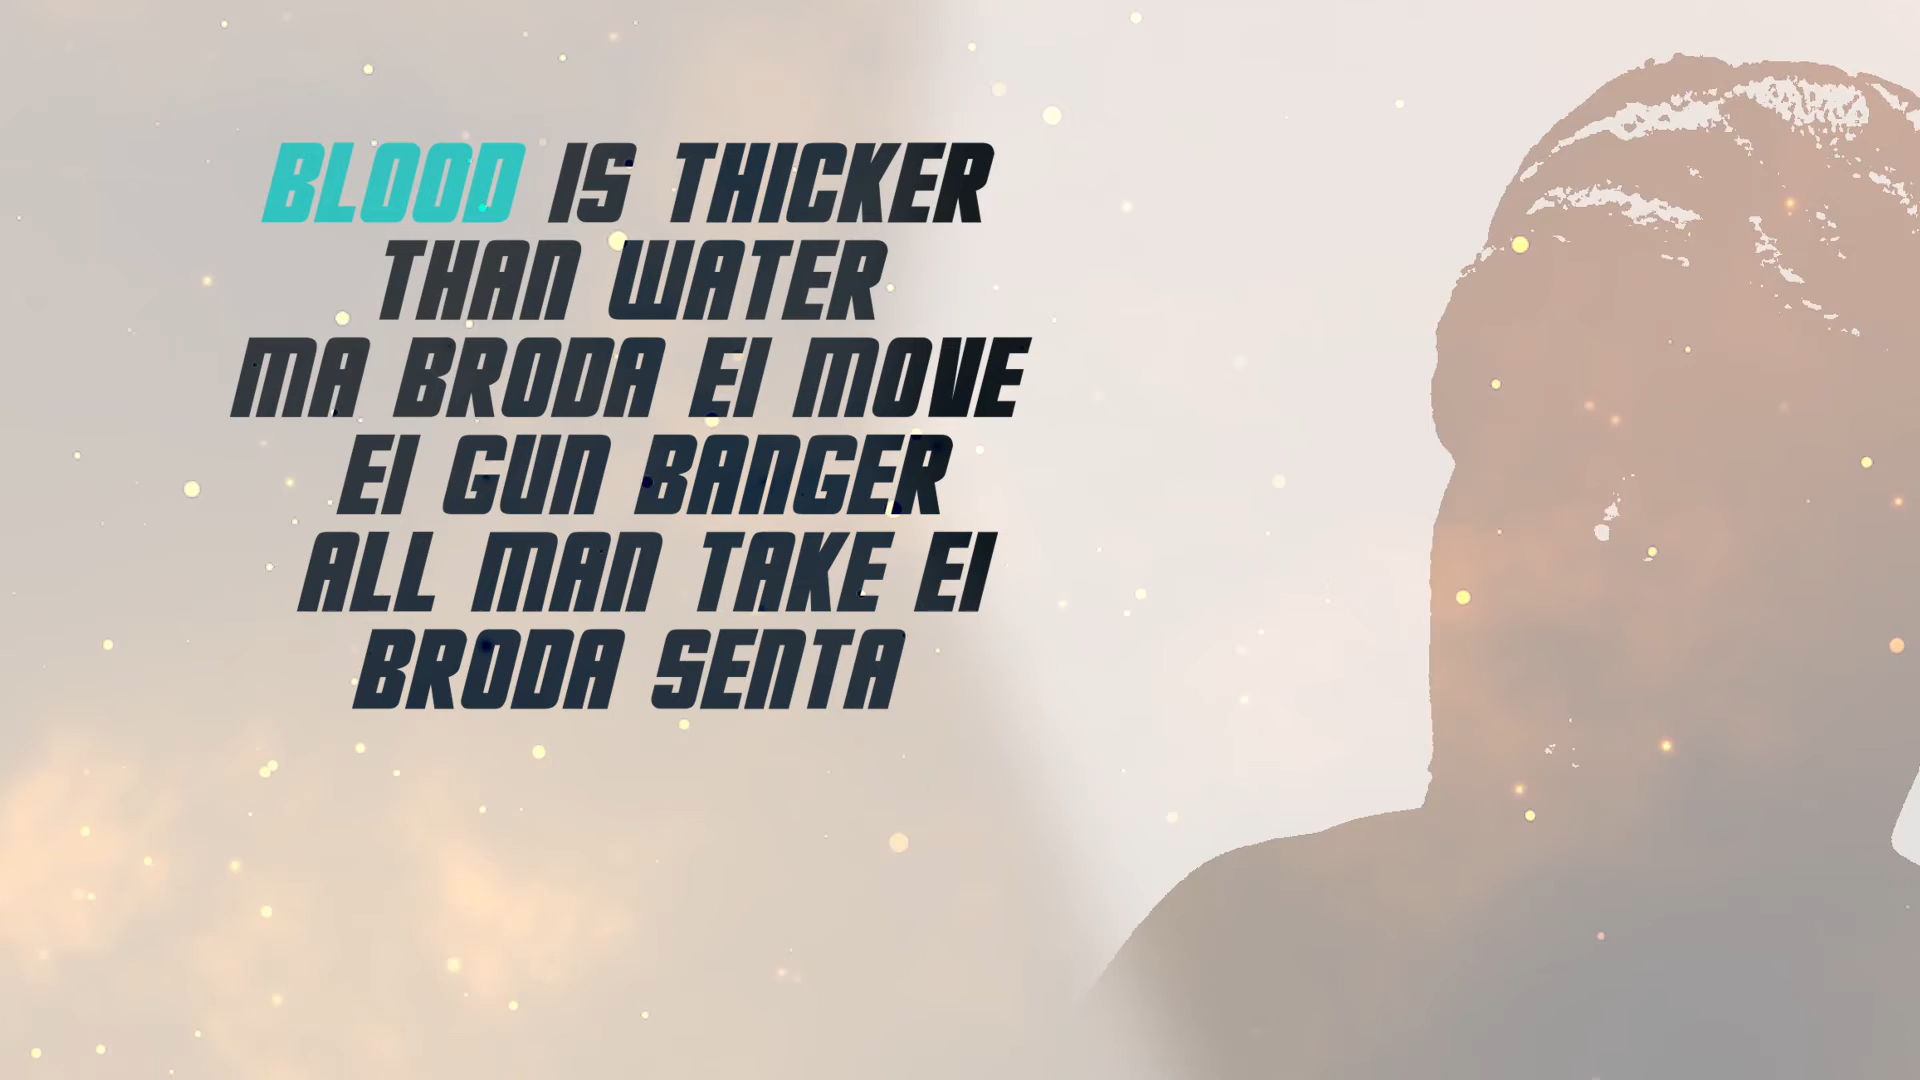 BLOOD IS THICKER
THAN WATER
MA BRODA EI MOVE
EI GUN BANGER
ALL MAN TAKE EI
BRODA SENTA